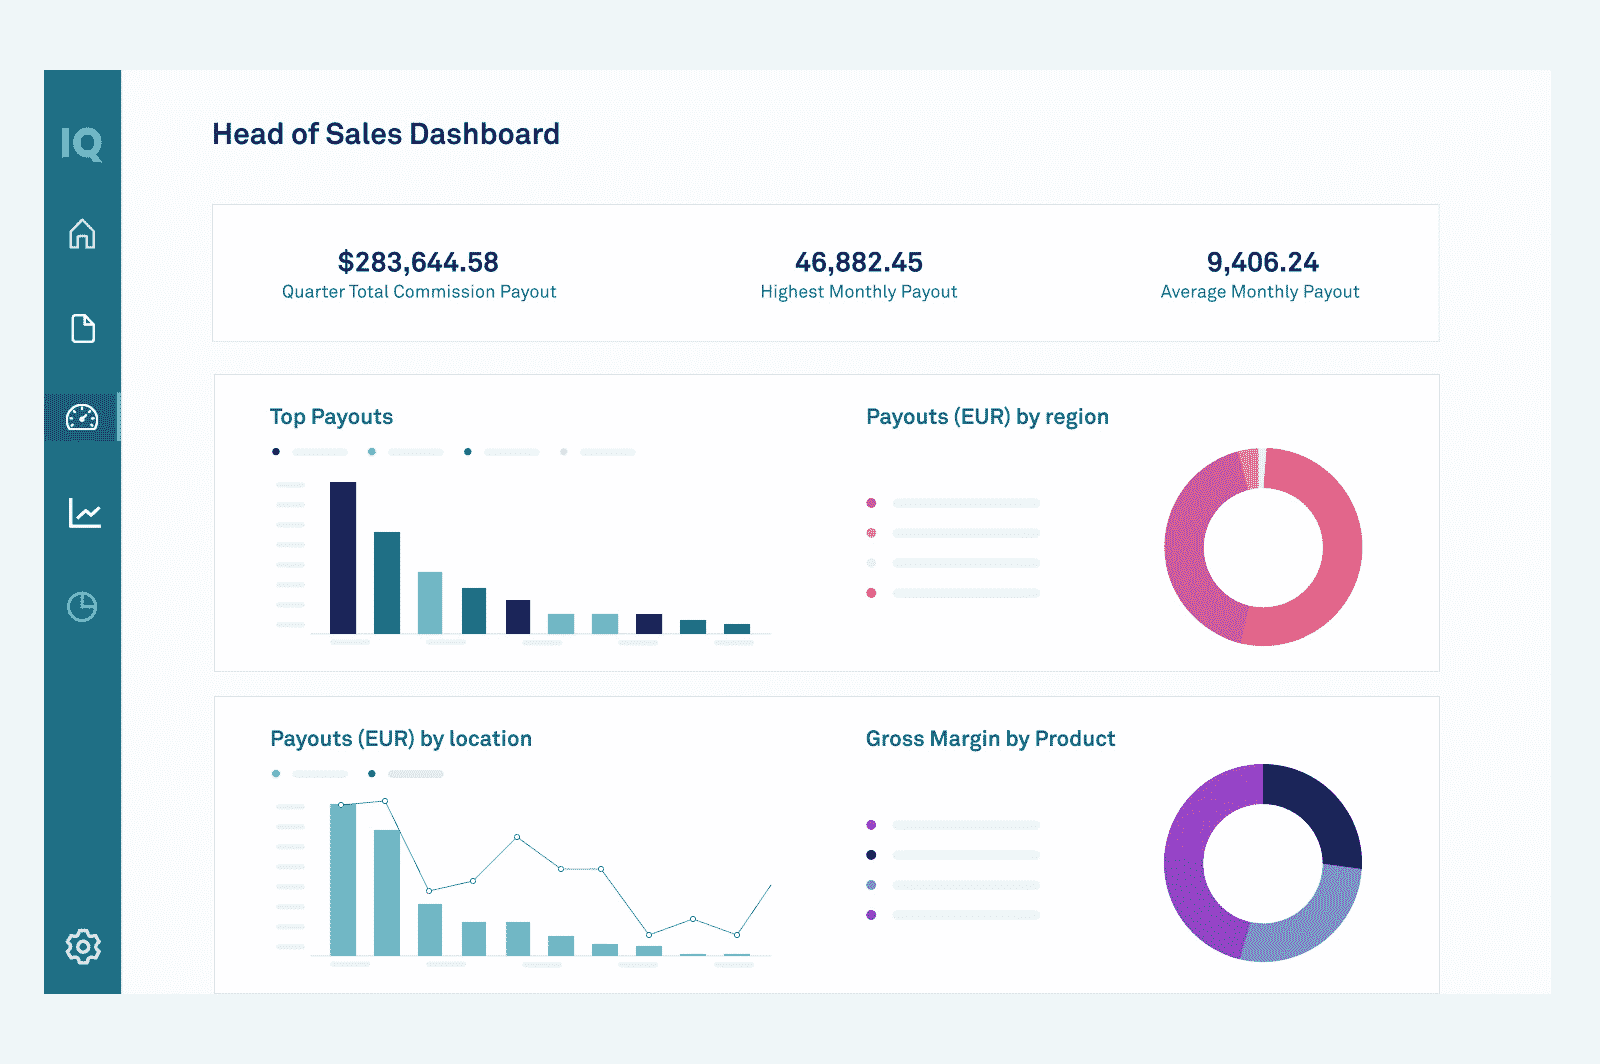 IQ
Head of Sales Dashboard
$283,644.58
Quarter Total Commission Payout
46,882.45
Highest Monthly Payout
9,406.24
Average Monthly Payout
Top Payouts
Payouts (EUR) by region
Payouts (EUR) by location
Gross Margin by Product